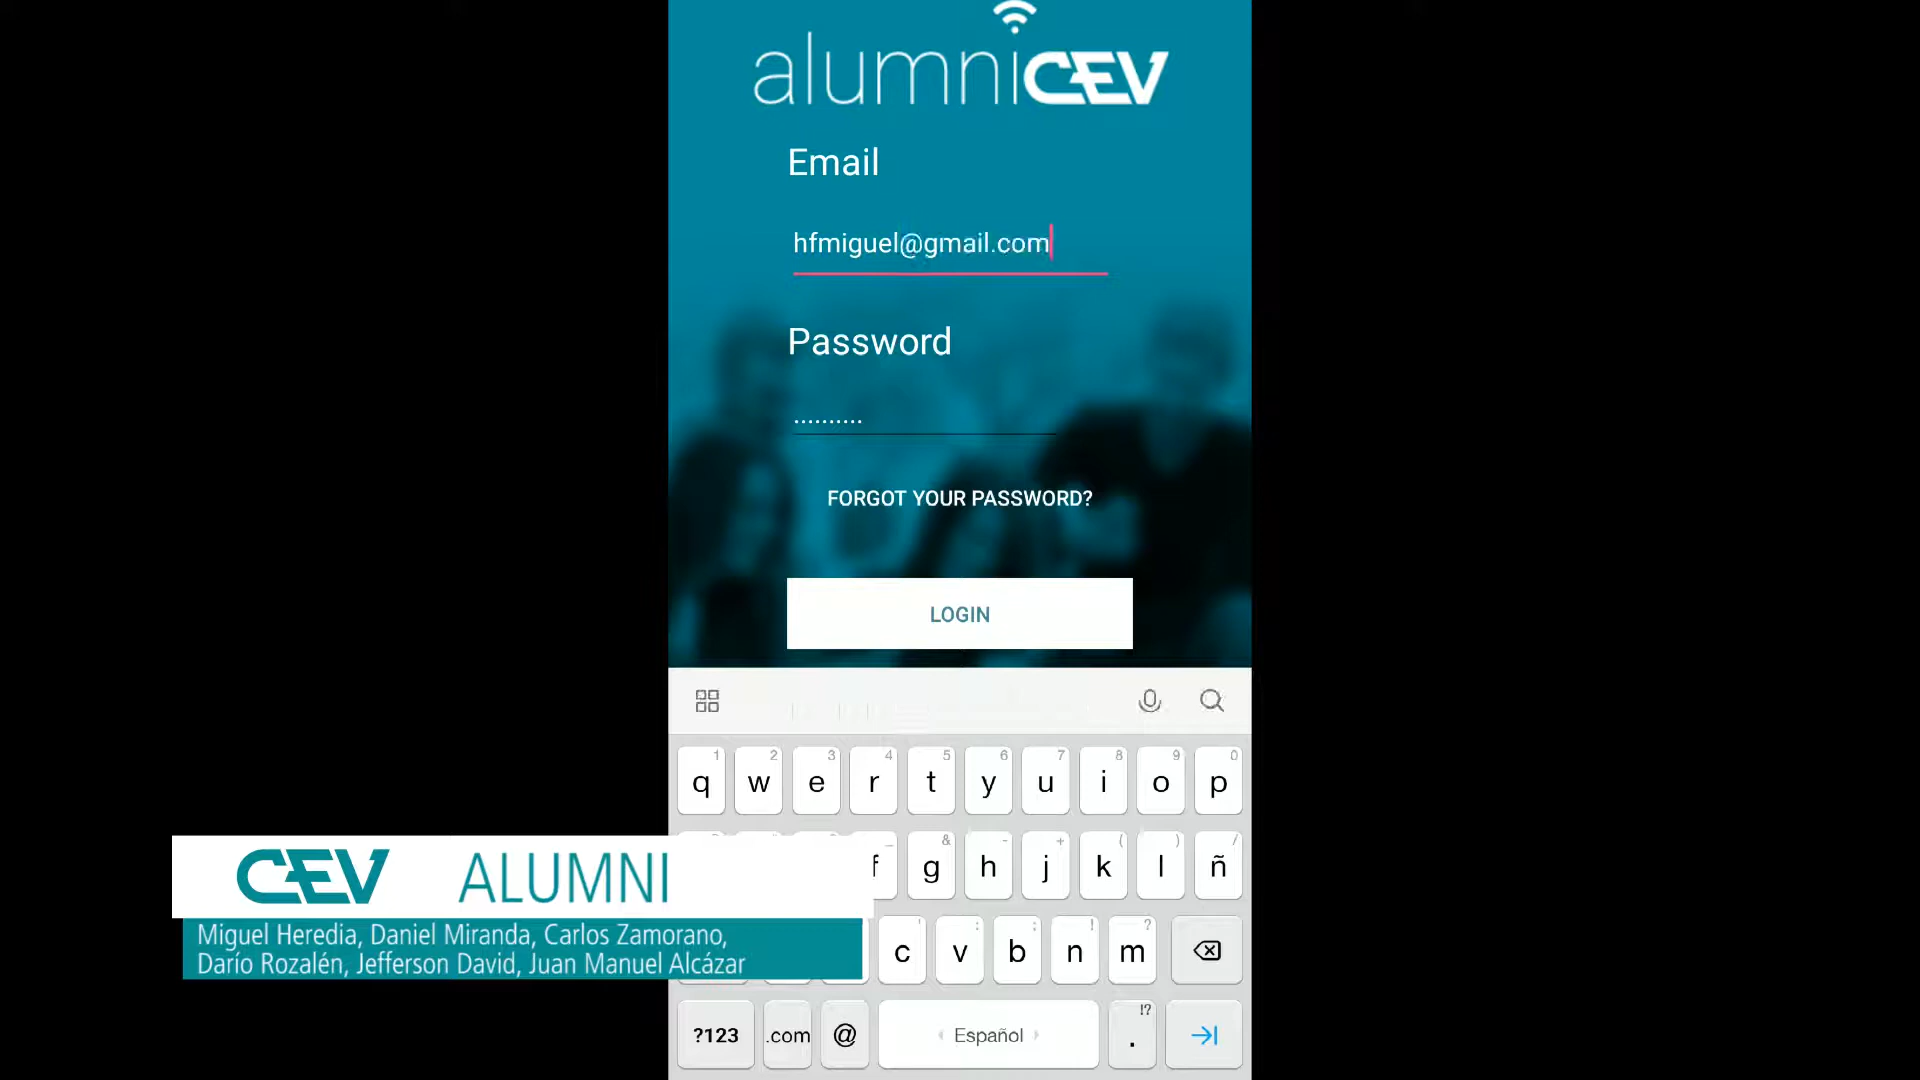 alumniCEV
Email
hfmiguel@gmail.com
Password
..........
FORGOT YOUR PASSWORD?
LOGIN
1 2 3 4 5 6 7 8 9 0
q w e r t y u i o p
& - + ( ) /
f g h j k l ñ
CEV ALUMNI
Miguel Heredia, Daniel Miranda, Carlos Zamorano,
Darío Rozalén, Jefferson David, Juan Manuel Alcázar
' : ; ! ?
c v b n m
!?
?123 .com @ Español .